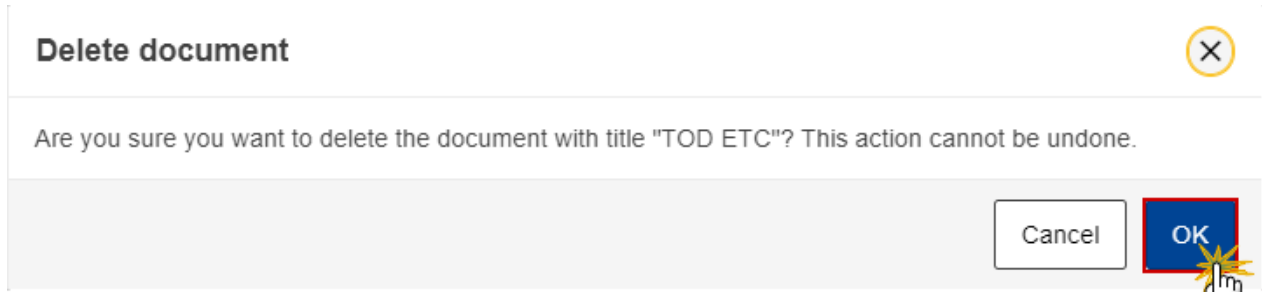 Delete document
Are you sure you want to delete the document with title "TOD ETC"? This action cannot be undone.
Cancel
OK